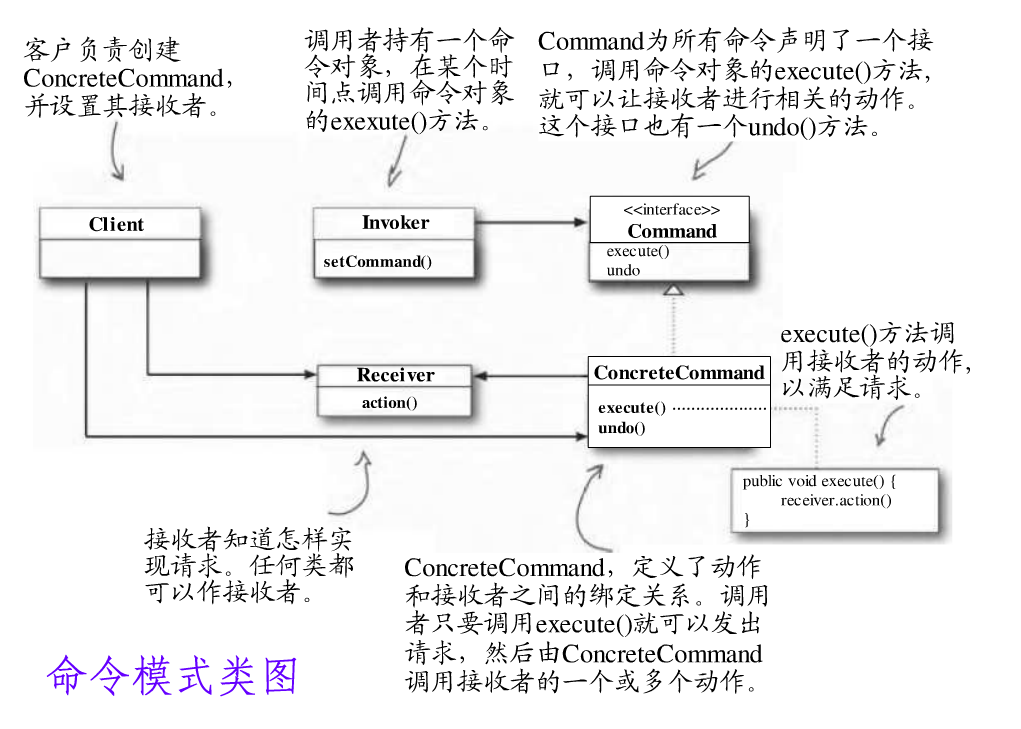 客户负责创建
ConcreteCommand，
并设置其接收者。
调用者持有一个命
令对象，在某个时
间点调用命令对象
的exexute()方法。
Command为所有命令声明了一个接
口，调用命令对象的execute()方法，
就可以让接收者进行相关的动作。
这个接口也有一个undo()方法。
Client
Invoker
setCommand()
<<interface>>
Command
execute()
undo
execute()方法调
用接收者的动作，
以满足请求。
Receiver
action()
ConcreteCommand
execute()
undo()
public void execute() {
receiver.action()
}
接收者知道怎样实
现请求。任何类都
可以作接收者。
ConcreteCommand，定义了动作
和接收者之间的绑定关系。调用
者只要调用execute()就可以发出
请求，然后由ConcreteCommand
调用接收者的一个或多个动作。
命令模式类图